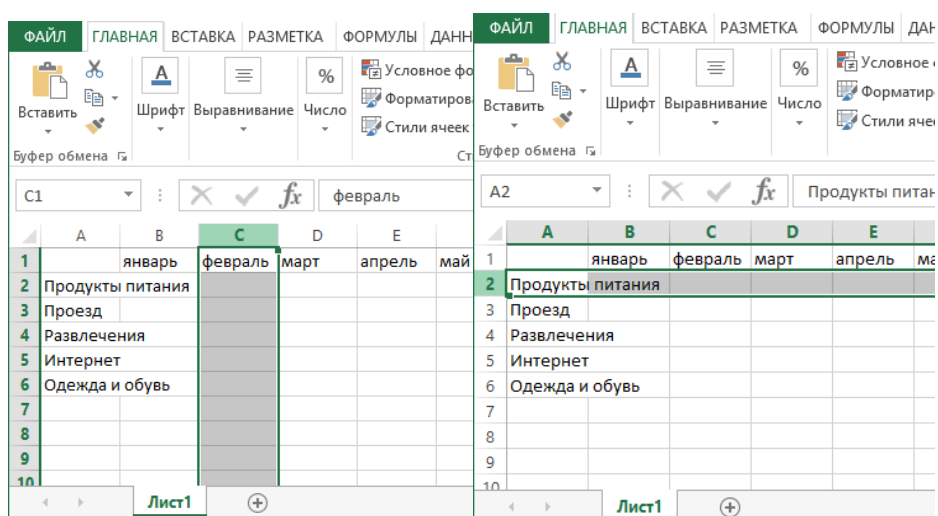 ФАЙЛ ГЛАВНАЯ ВСТАВКА РАЗМЕТКА ФОРМУЛЫ ДАНН
Вставить
Шрифт Выравнивание Число
%
Условное фо
Форматиров
Стили ячеек
Буфер обмена
Ст
C1 fx февраль
A B C D E
1 январь февраль март апрель май
2 Продукты питания
3 Проезд
4 Развлечения
5 Интернет
6 Одежда и обувь
7
8
9
10
Лист1
ФАЙЛ ГЛАВНАЯ ВСТАВКА РАЗМЕТКА ФОРМУЛЫ ДАН
Вставить
Шрифт Выравнивание Число
%
Условное
Форматир
Стили яче
Буфер обмена
A2 fx Продукты питан
A B C D E
1 январь февраль март апрель ма
2 Продукты питания
3 Проезд
4 Развлечения
5 Интернет
6 Одежда и обувь
7
8
9
10
Лист1